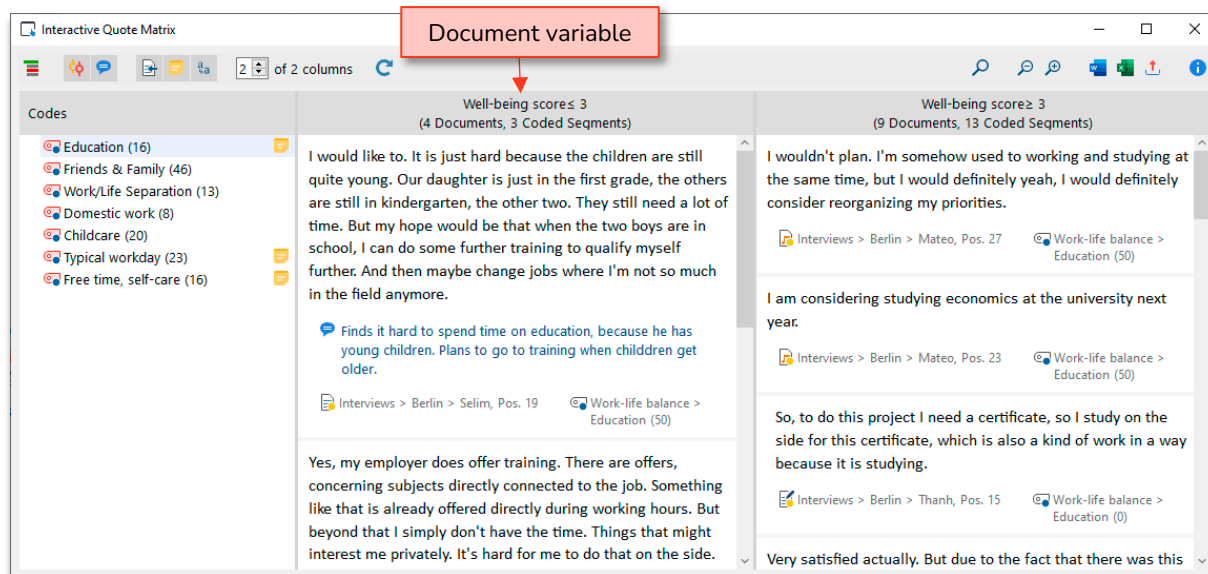 Interactive Quote Matrix
Document variable
2 of 2 columns
Codes
Education (16)
Friends & Family (46)
Work/Life Separation (13)
Domestic work (8)
Childcare (20)
Typical workday (23)
Free time, self-care (16)
Well-being score≤ 3
(4 Documents, 3 Coded Segments)
I would like to. It is just hard because the children are still
quite young. Our daughter is just in the first grade, the others
are still in kindergarten, the other two. They still need a lot of
time. But my hope would be that when the two boys are in
school, I can do some further training to qualify myself
further. And then maybe change jobs where I'm not so much
in the field anymore.
Finds it hard to spend time on education, because he has
young children. Plans to go to training when childdren get
older.
Interviews > Berlin > Selim, Pos. 19
Work-life balance >
Education (50)
Yes, my employer does offer training. There are offers,
concerning subjects directly connected to the job. Something
like that is already offered directly during working hours. But
beyond that I simply don't have the time. Things that might
interest me privately. It's hard for me to do that on the side.
Well-being score≥ 3
(9 Documents, 13 Coded Segments)
I wouldn't plan. I'm somehow used to working and studying at
the same time, but I would definitely yeah, I would definitely
consider reorganizing my priorities.
Interviews > Berlin > Mateo, Pos. 27
Work-life balance >
Education (50)
I am considering studying economics at the university next
year.
Interviews > Berlin > Mateo, Pos. 23
Work-life balance >
Education (50)
So, to do this project I need a certificate, so I study on the
side for this certificate, which is also a kind of work in a way
because it is studying.
Interviews > Berlin > Thanh, Pos. 15
Work-life balance >
Education (0)
Very satisfied actually. But due to the fact that there was this